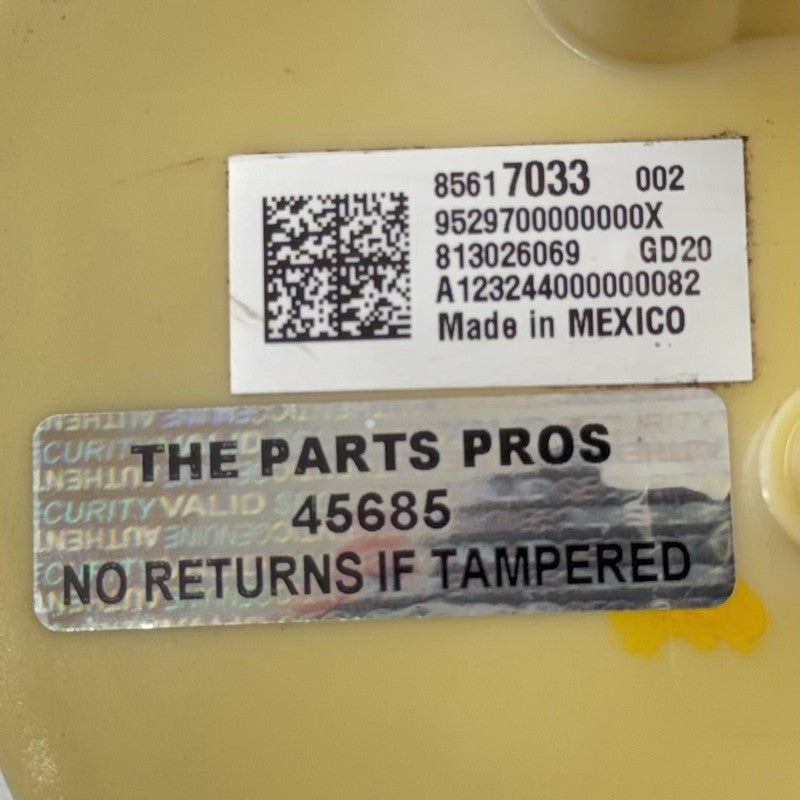 85617033 002
9529700000000X
813026069 GD20
A123244000000082
Made in MEXICO
THE PARTS PROS
45685
NO RETURNS IF TAMPERED